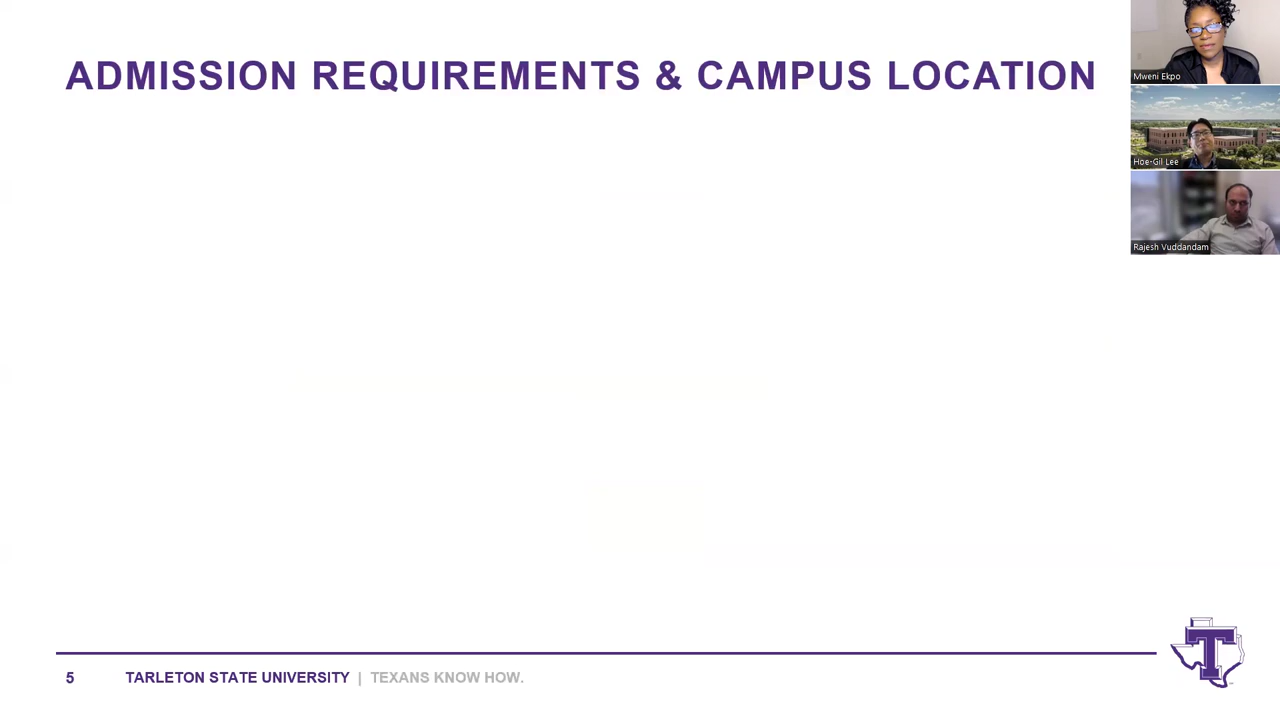 ADMISSION REQUIREMENTS & CAMPUS LOCATION
Mweni Ekpo
Hoe-Gil Lee
Rajesh Vuddandam
5 TARLETON STATE UNIVERSITY | TEXANS KNOW HOW.
T